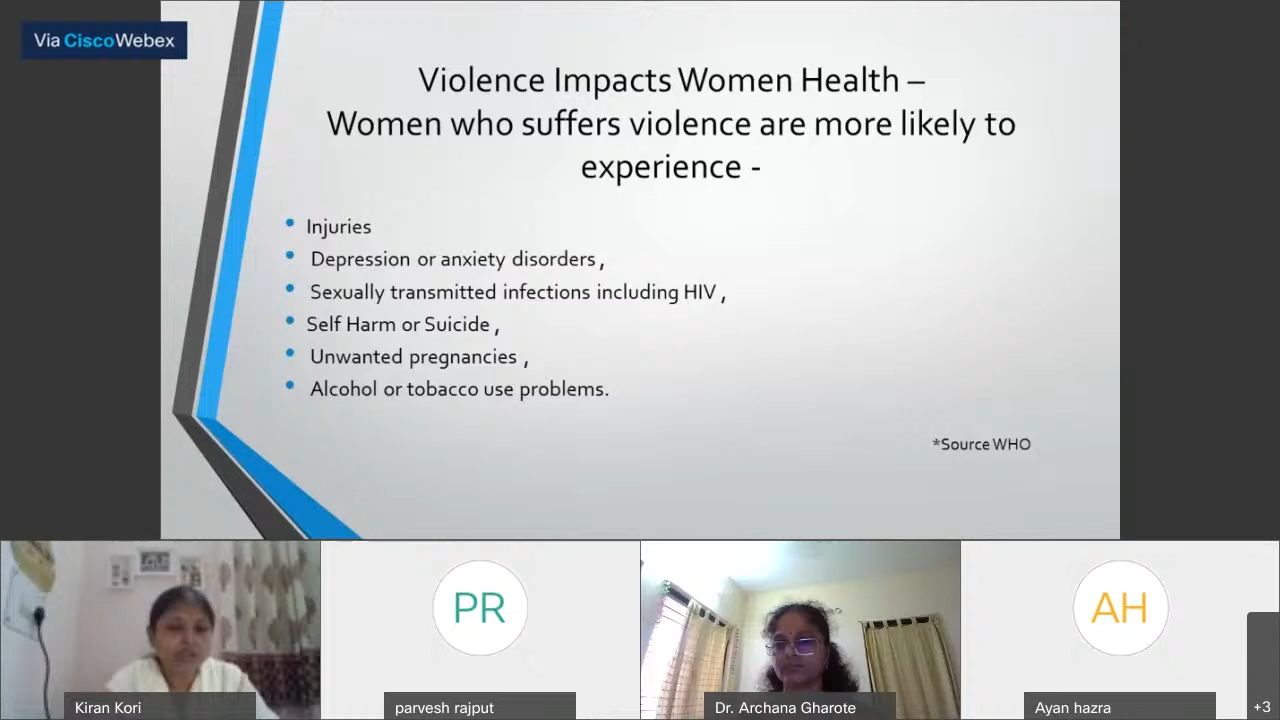 Via Cisco Webex
Violence Impacts Women Health –
Women who suffers violence are more likely to
experience -
• Injuries
• Depression or anxiety disorders,
• Sexually transmitted infections including HIV,
• Self Harm or Suicide,
• Unwanted pregnancies,
• Alcohol or tobacco use problems.
*Source WHO
PR
AH
Kiran Kori
parvesh rajput
Dr. Archana Gharote
Ayan hazra
+3